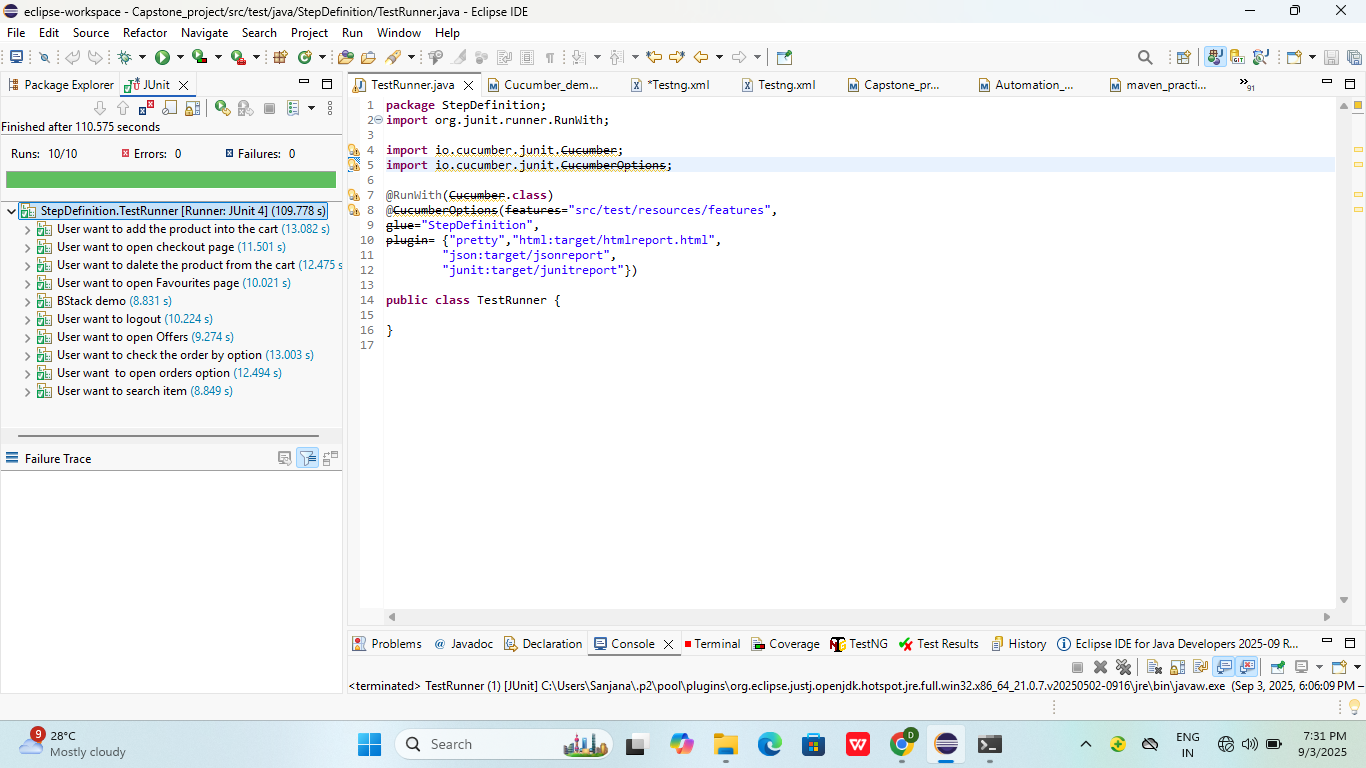 eclipse-workspace - Capstone_project/src/test/java/StepDefinition/TestRunner.java - Eclipse IDE
File Edit Source Refactor Navigate Search Project Run Window Help
Package Explorer JUnit
TestRunner.java Cucumber_dem... *Testng.xml Testng.xml Capstone_pr... Automation_... maven_practi... »91
Finished after 110.575 seconds
Runs: 10/10 Errors: 0 Failures: 0
StepDefinition.TestRunner [Runner: JUnit 4] (109.778 s)
User want to add the product into the cart (13.082 s)
User want to open checkout page (11.501 s)
User want to dalete the product from the cart (12.475 s
User want to open Favourites page (10.021 s)
BStack demo (8.831 s)
User want to logout (10.224 s)
User want to open Offers (9.274 s)
User want to check the order by option (13.003 s)
User want  to open orders option (12.494 s)
User want to search item (8.849 s)
Failure Trace
1 package StepDefinition;
2 import org.junit.runner.RunWith;
3
4 import io.cucumber.junit.Cucumber;
5 import io.cucumber.junit.CucumberOptions;
6
7 @RunWith(Cucumber.class)
8 @CucumberOptions(features="src/test/resources/features",
9 glue="StepDefinition",
10 plugin= {"pretty","html:target/htmlreport.html",
11 "json:target/jsonreport",
12 "junit:target/junitreport"})
13
14 public class TestRunner {
15
16 }
17
Problems @ Javadoc Declaration Console Terminal Coverage TestNG Test Results History Eclipse IDE for Java Developers 2025-09 R...
<terminated> TestRunner (1) [JUnit] C:\Users\Sanjana\.p2\pool\plugins\org.eclipse.justj.openjdk.hotspot.jre.full.win32.x86_64_21.0.7.v20250502-0916\jre\bin\javaw.exe (Sep 3, 2025, 6:06:09 PM –
9
28°C
Mostly cloudy
Search
D
ENG
IN
7:31 PM
9/3/2025